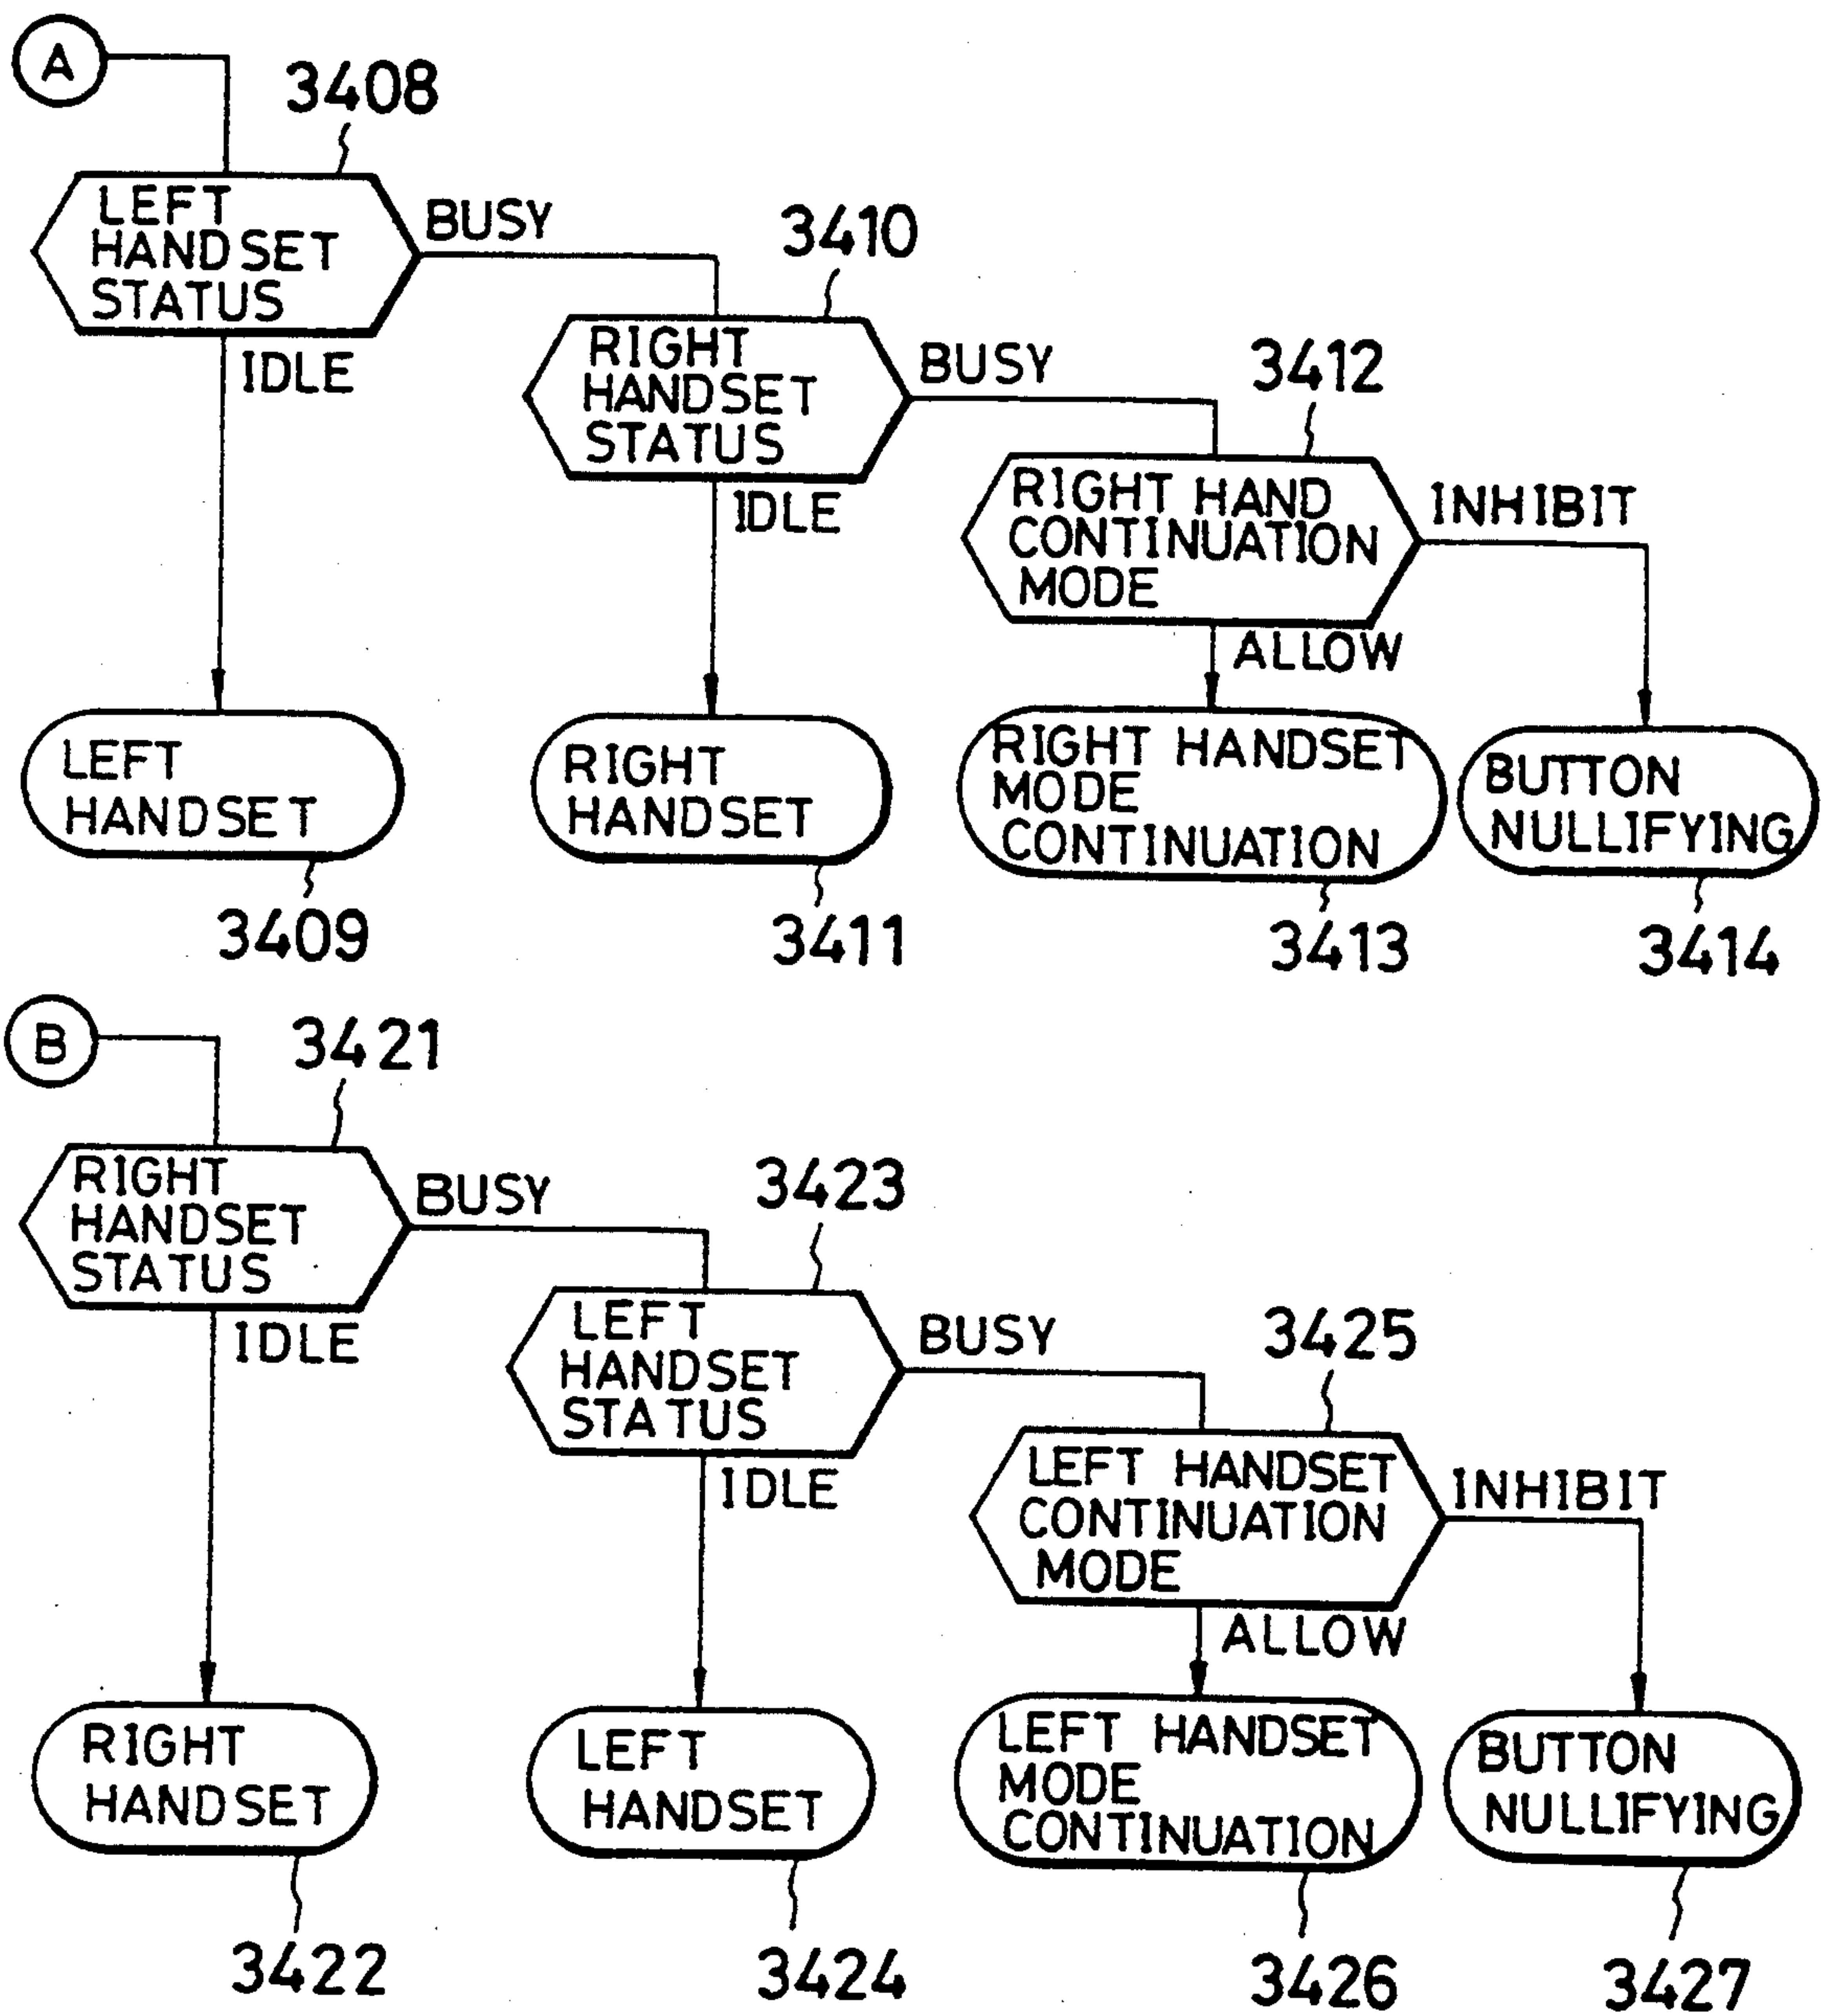 A
3408
LEFT
HANDSET
STATUS
BUSY
IDLE
3410
RIGHT
HANDSET
STATUS
BUSY
IDLE
3412
RIGHT HAND
CONTINUATION
MODE
INHIBIT
ALLOW
LEFT
HANDSET
3409
RIGHT
HANDSET
3411
RIGHT HANDSET
MODE
CONTINUATION
3413
BUTTON
NULLIFYING
3414
B
3421
RIGHT
HANDSET
STATUS
BUSY
IDLE
3423
LEFT
HANDSET
STATUS
BUSY
IDLE
3425
LEFT HANDSET
CONTINUATION
MODE
INHIBIT
ALLOW
RIGHT
HANDSET
3422
LEFT
HANDSET
3424
LEFT HANDSET
MODE
CONTINUATION
3426
BUTTON
NULLIFYING
3427